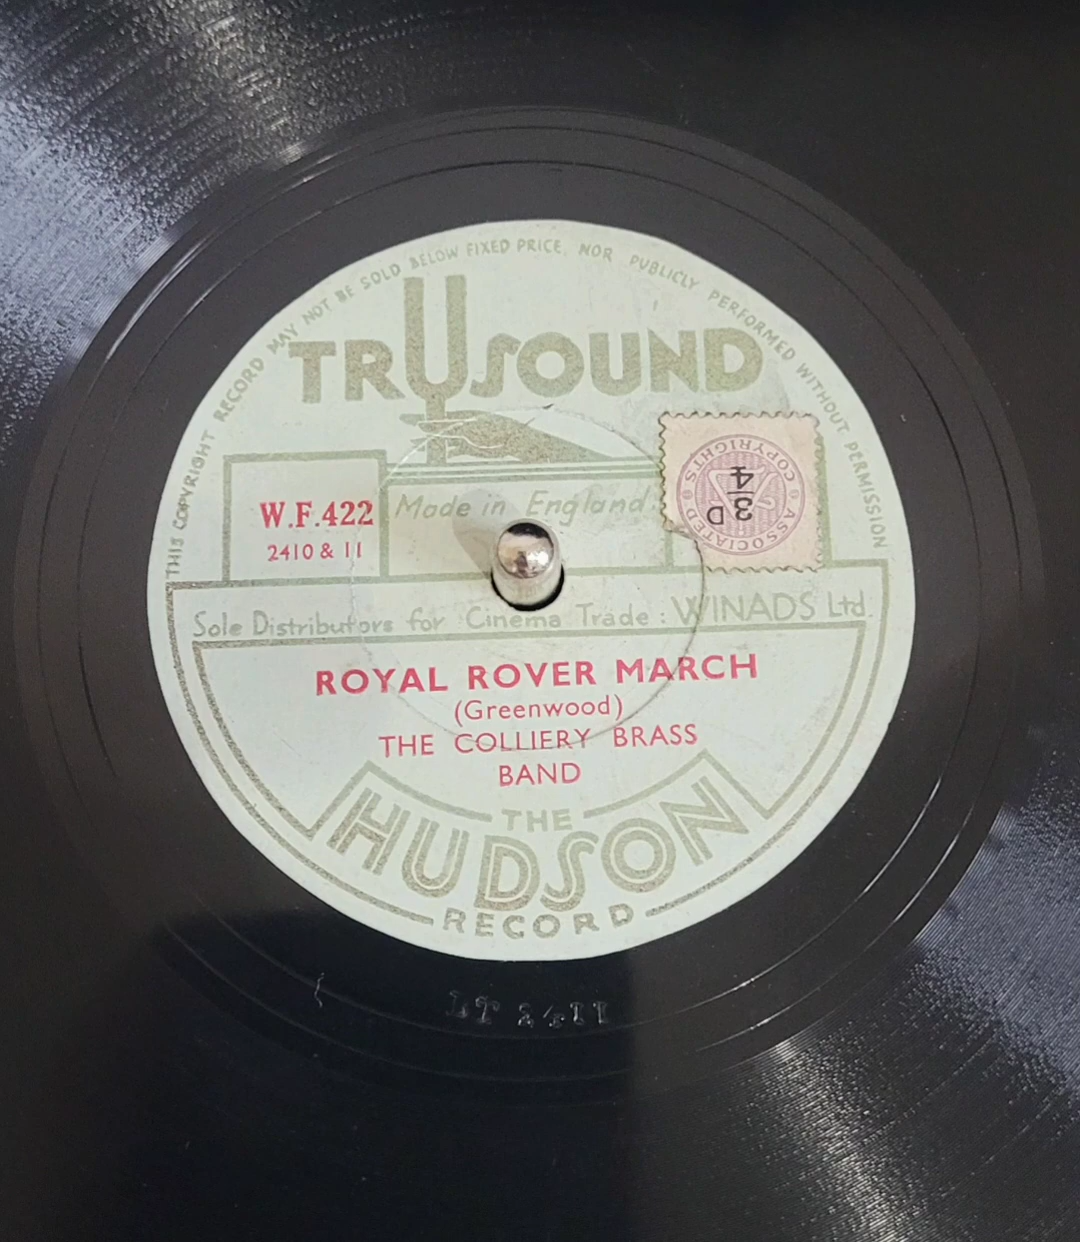 THIS COPYRIGHT RECORD MAY NOT BE SOLD BELOW FIXED PRICE, NOR PUBLICLY PERFORMED WITHOUT PERMISSION
TRUSOUND
ASSOCIATED COPYRIGHTS
3/4 D
W.F.422
Made in England
2410 & 11
Sole Distributors for Cinema Trade : WINADS Ltd.
ROYAL ROVER MARCH
(Greenwood)
THE COLLIERY BRASS
BAND
THE
HUDSON
RECORD
LT 2411